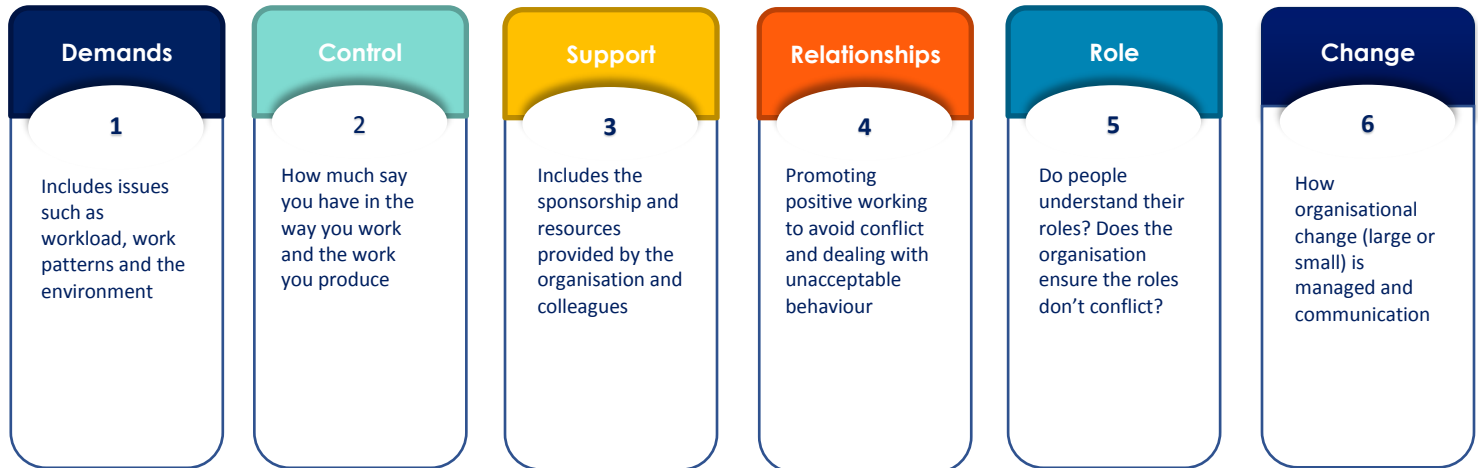 Demands
1
Includes issues
such as
workload, work
patterns and the
environment
Control
2
How much say
you have in the
way you work
and the work
you produce
Support
3
Includes the
sponsorship and
resources
provided by the
organisation and
colleagues
Relationships
4
Promoting
positive working
to avoid conflict
and dealing with
unacceptable
behaviour
Role
5
Do people
understand their
roles? Does the
organisation
ensure the roles
don’t conflict?
Change
6
How
organisational
change (large or
small) is
managed and
communication